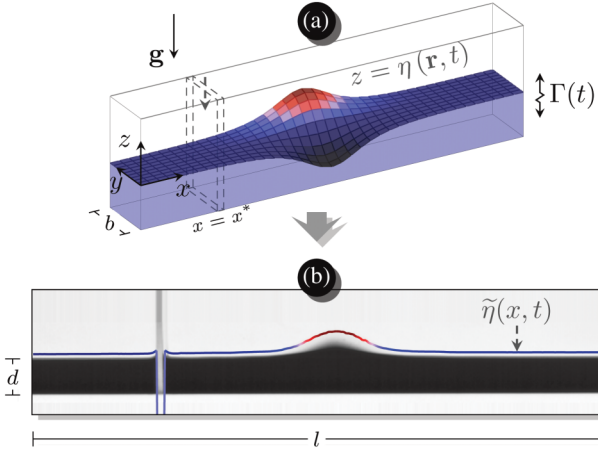 (a)
g
z = η (r, t)
Γ(t)
z
y
x
b
x = x*
(b)
η̃(x, t)
d
l